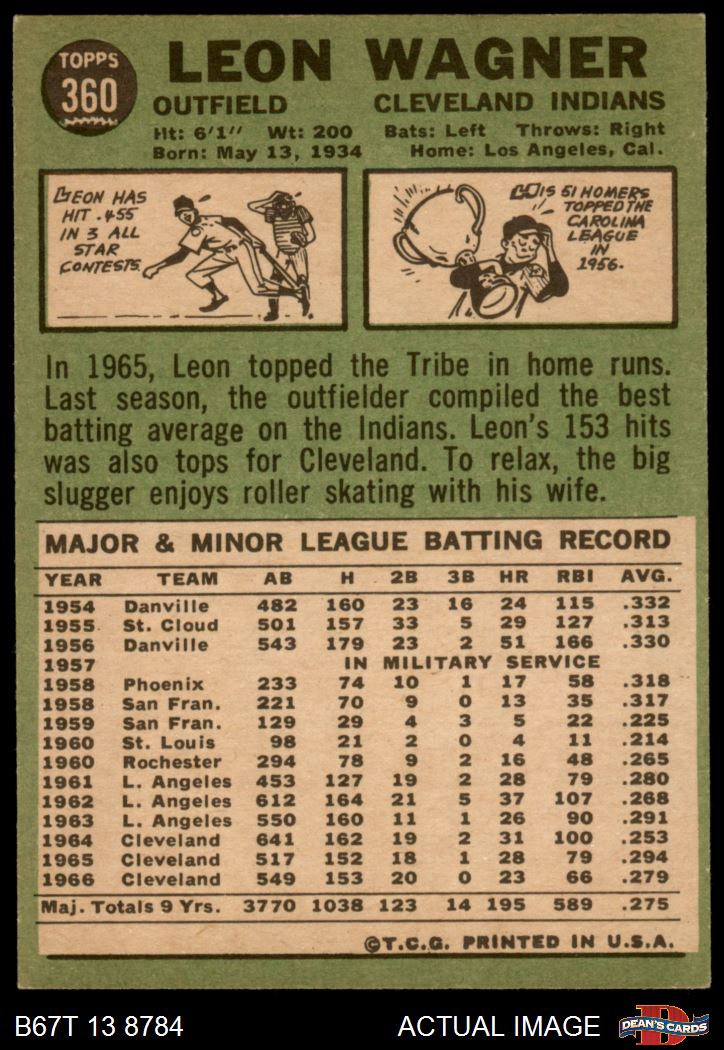 TOPPS
360
LEON WAGNER
OUTFIELD CLEVELAND INDIANS
Ht: 6'1" Wt: 200 Bats: Left Throws: Right
Born: May 13, 1934 Home: Los Angeles, Cal.
LEON HAS
HIT .455
IN 3 ALL
STAR
CONTESTS.
HIS 51 HOMERS
TOPPED THE
CAROLINA
LEAGUE
IN
1956.
In 1965, Leon topped the Tribe in home runs.
Last season, the outfielder compiled the best
batting average on the Indians. Leon's 153 hits
was also tops for Cleveland. To relax, the big
slugger enjoys roller skating with his wife.
MAJOR & MINOR LEAGUE BATTING RECORD
YEAR TEAM AB H 2B 3B HR RBI AVG.
1954 Danville 482 160 23 16 24 115 .332
1955 St. Cloud 501 157 33 5 29 127 .313
1956 Danville 543 179 23 2 51 166 .330
1957 IN MILITARY SERVICE
1958 Phoenix 233 74 10 1 17 58 .318
1958 San Fran. 221 70 9 0 13 35 .317
1959 San Fran. 129 29 4 3 5 22 .225
1960 St. Louis 98 21 2 0 4 11 .214
1960 Rochester 294 78 9 2 16 48 .265
1961 L. Angeles 453 127 19 2 28 79 .280
1962 L. Angeles 612 164 21 5 37 107 .268
1963 L. Angeles 550 160 11 1 26 90 .291
1964 Cleveland 641 162 19 2 31 100 .253
1965 Cleveland 517 152 18 1 28 79 .294
1966 Cleveland 549 153 20 0 23 66 .279
Maj. Totals 9 Yrs. 3770 1038 123 14 195 589 .275
©T.C.G. PRINTED IN U.S.A.
B67T 13 8784 ACTUAL IMAGE
D
DEAN'S CARDS